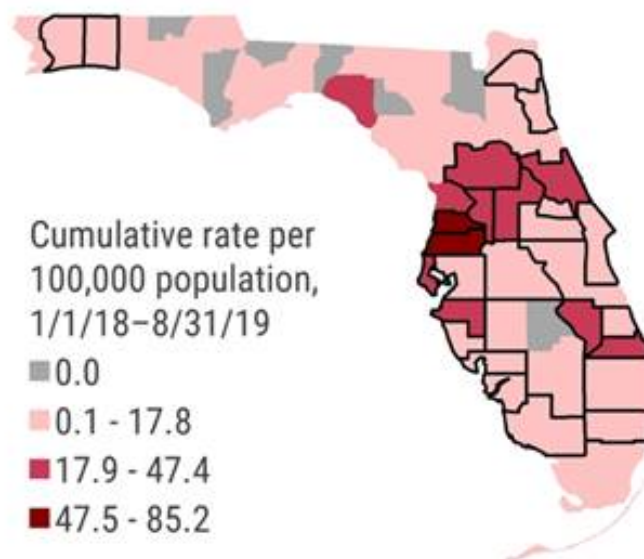 Cumulative rate per
100,000 population,
1/1/18–8/31/19
0.0
0.1 - 17.8
17.9 - 47.4
47.5 - 85.2